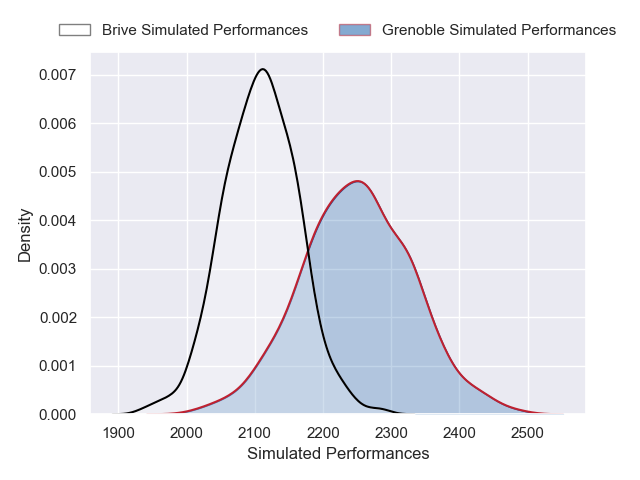 Brive Simulated Performances
Grenoble Simulated Performances
0.007
0.006
0.005
0.004
0.003
0.002
0.001
0.000
Density
1900 2000 2100 2200 2300 2400 2500
Simulated Performances